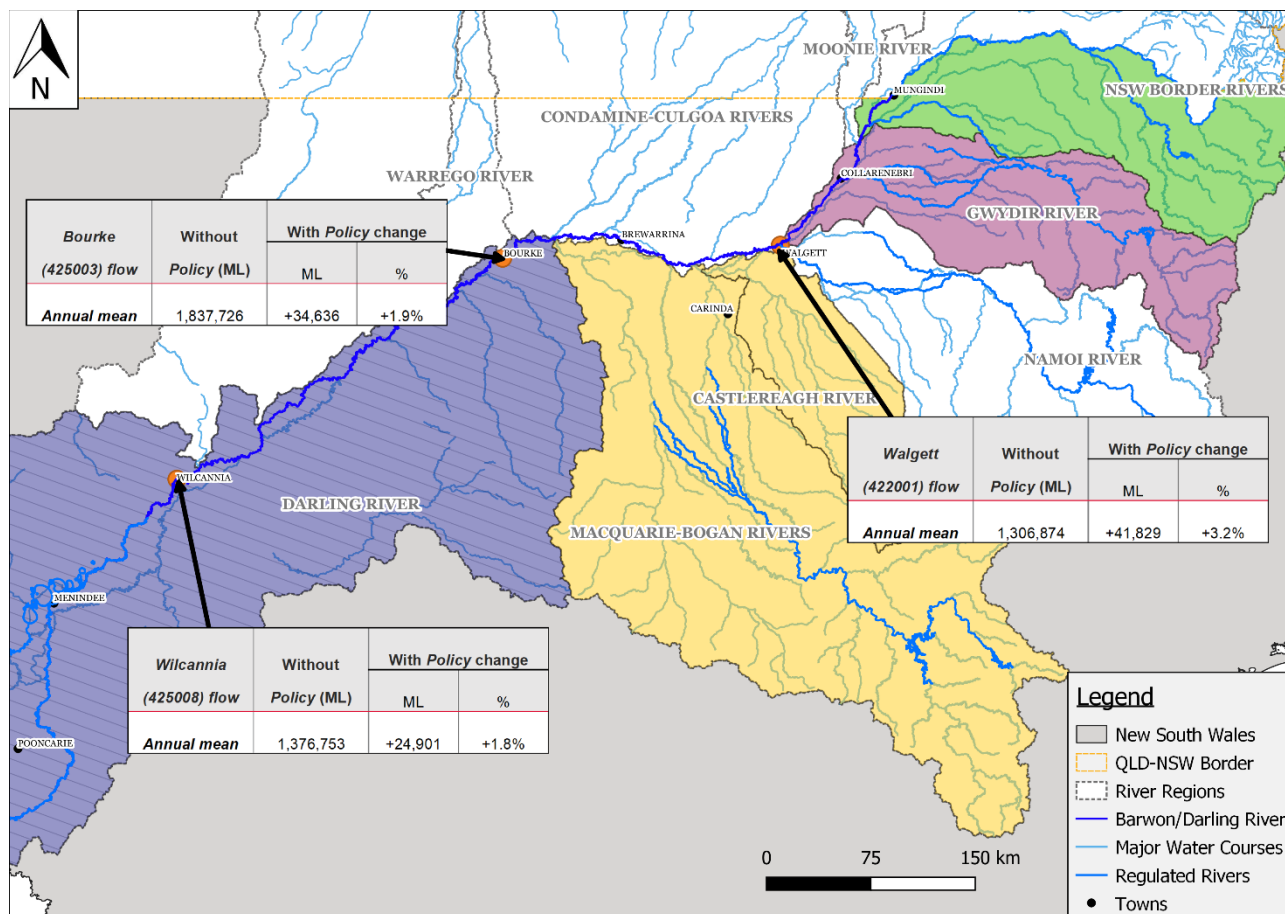 N
MOONIE RIVER
MUNGINDI
NSW BORDER RIVERS
CONDAMINE-CULGOA RIVERS
WARREGO RIVER
COLLARENEBRI
GWYDIR RIVER
Bourke
(425003) flow
Without
Policy (ML)
With Policy change
ML
%
Annual mean
1,837,726
+34,636
+1.9%
BOURKE
BREWARRINA
WALGETT
CARINDA
NAMOI RIVER
CASTLEREAGH RIVER
Walgett
(422001) flow
Without
Policy (ML)
With Policy change
ML
%
Annual mean
1,306,874
+41,829
+3.2%
WILCANNIA
DARLING RIVER
MACQUARIE-BOGAN RIVERS
MENINDEE
Wilcannia
(425008) flow
Without
Policy (ML)
With Policy change
ML
%
Annual mean
1,376,753
+24,901
+1.8%
POONCARIE
0
75
150 km
Legend
New South Wales
QLD-NSW Border
River Regions
Barwon/Darling River
Major Water Courses
Regulated Rivers
Towns